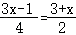 3x-1/4 = 3+x/2